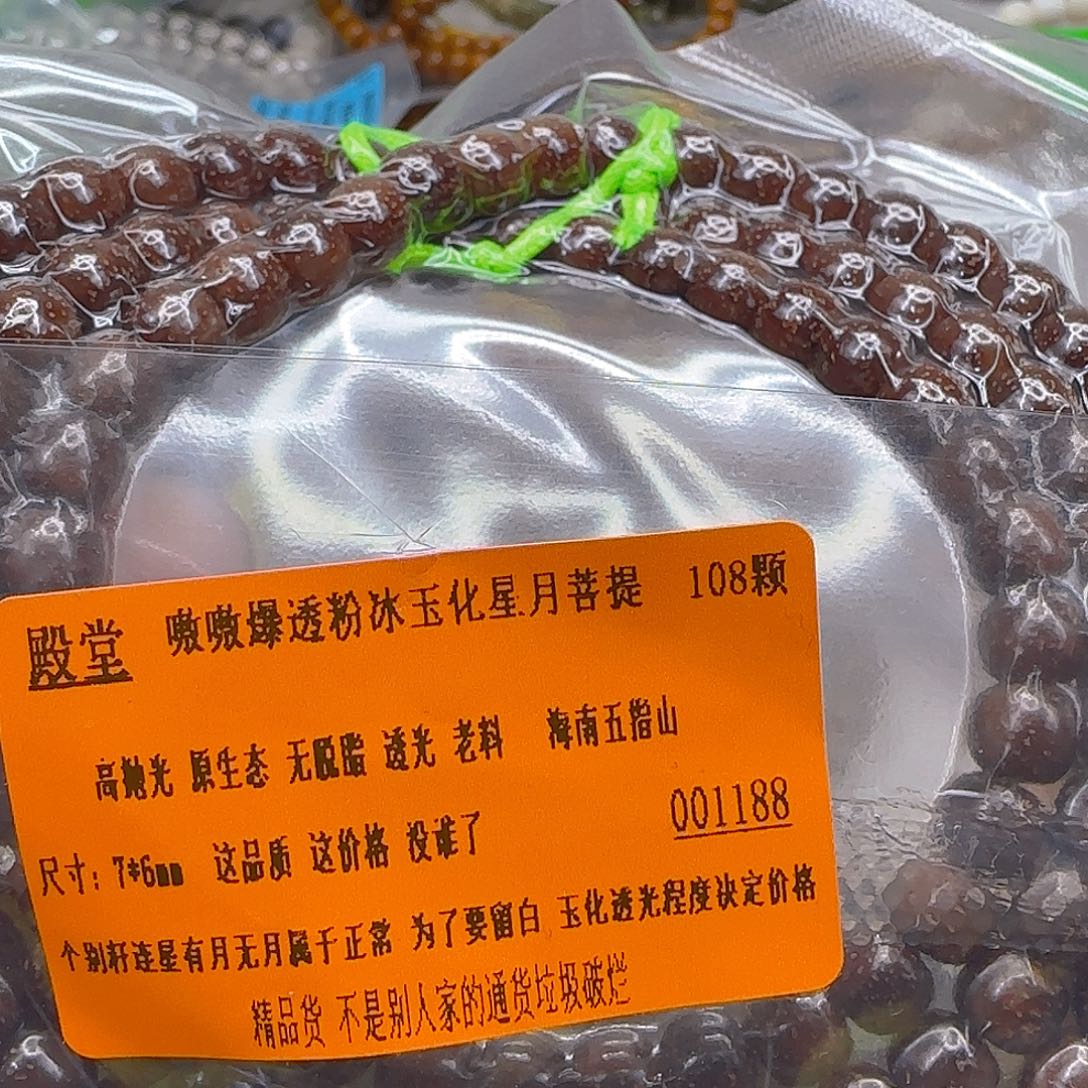 殿堂 嗷嗷爆透粉冰玉化星月菩提 108颗
高抛光 原生态 无脱脂 透光 老料 海南五指山
001188
尺寸：7*6mm 这品质 这价格 没谁了
个别籽连星有月无月属于正常 为了要留白 玉化透光程度决定价格
精品货 不是别人家的通货垃圾破烂